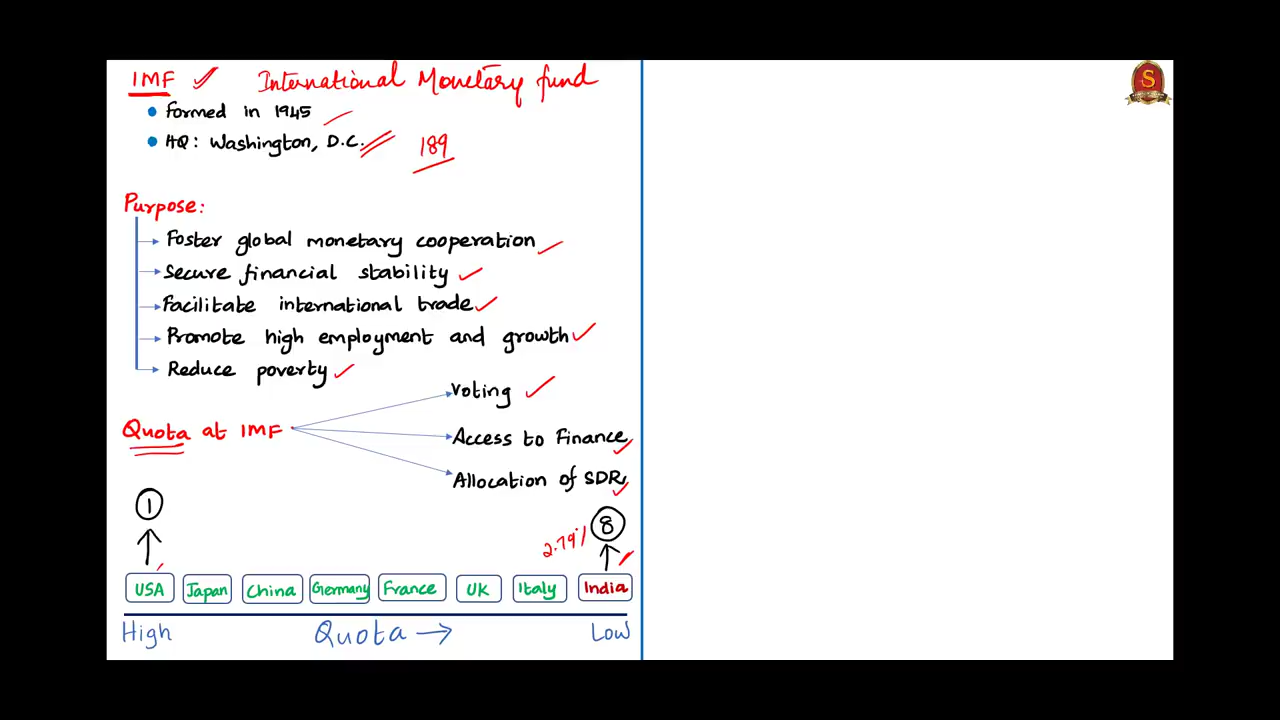 IMF ✓ International Monetary fund
• formed in 1945
• HQ: Washington, D.C. 189
Purpose:
Foster global monetary cooperation
Secure financial stability
Facilitate international trade
Promote high employment and growth
Reduce poverty
Voting
Quota at IMF
Access to Finance
Allocation of SDR
1
8
2.79%
USA Japan China Germany France UK Italy India
High Quota → Low
S